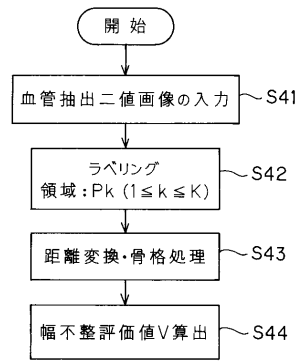 開始
血管抽出二値画像の入力
S41
ラベリング
領域:Pk (1≦k≦K)
S42
距離変換・骨格処理
S43
幅不整評価値V算出
S44